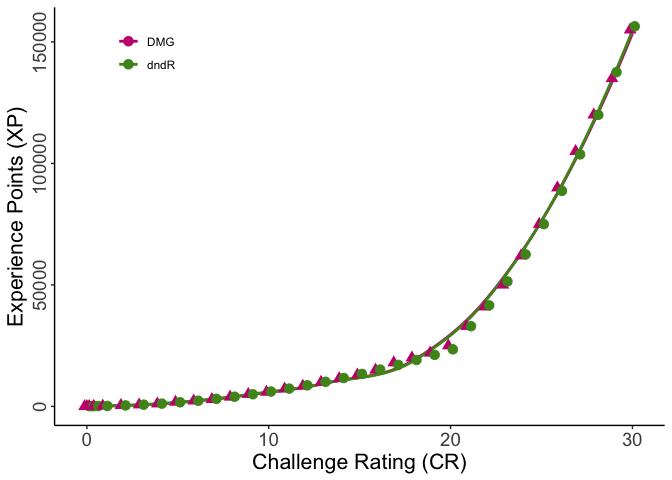 DMG
dndR
150000
100000
50000
0
Experience Points (XP)
0 10 20 30
Challenge Rating (CR)